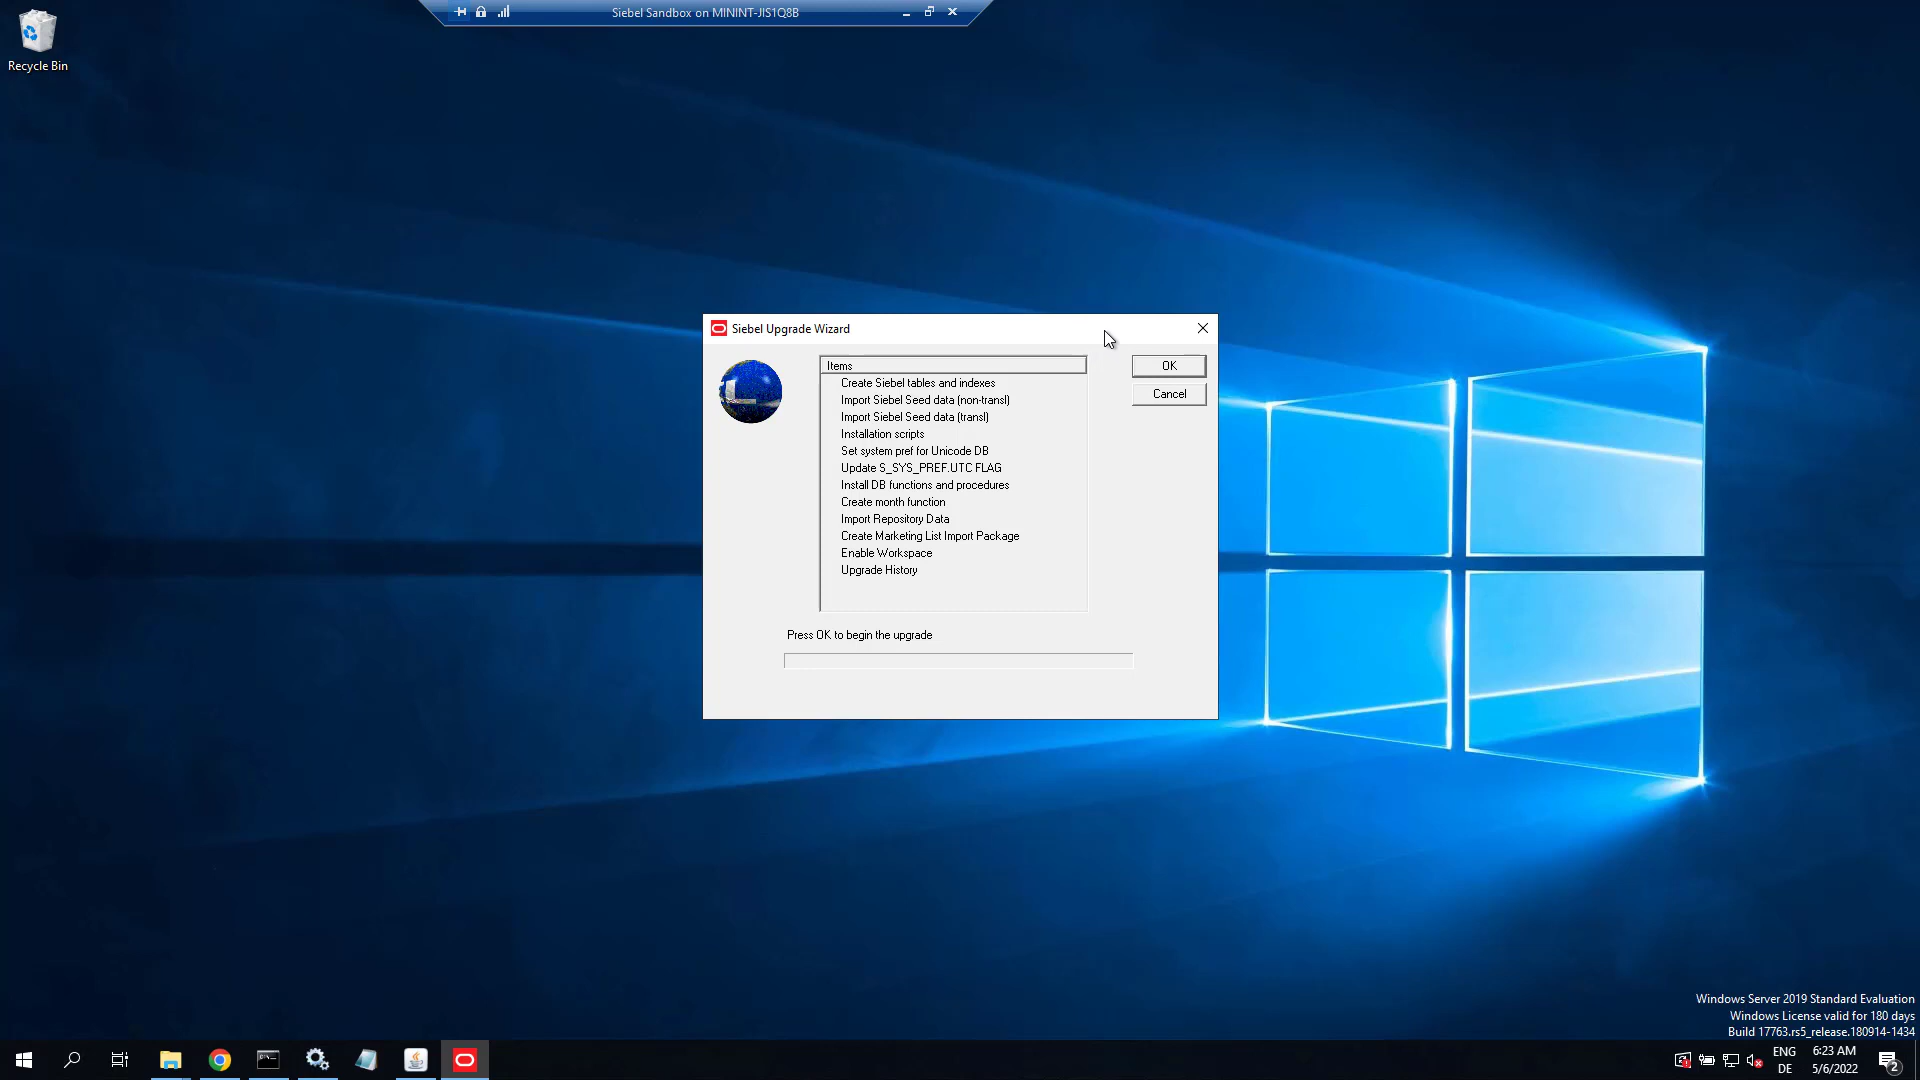 Siebel Sandbox on MININT-JIS1Q8B
Recycle Bin
Siebel Upgrade Wizard
Items
Create Siebel tables and indexes
Import Siebel Seed data (non-transl)
Import Siebel Seed data (transl)
Installation scripts
Set system pref for Unicode DB
Update S_SYS_PREF.UTC FLAG
Install DB functions and procedures
Create month function
Import Repository Data
Create Marketing List Import Package
Enable Workspace
Upgrade History
OK
Cancel
Press OK to begin the upgrade
Windows Server 2019 Standard Evaluation
Windows License valid for 180 days
Build 17763.rs5_release.180914-1434
ENG
DE
6:23 AM
5/6/2022
2